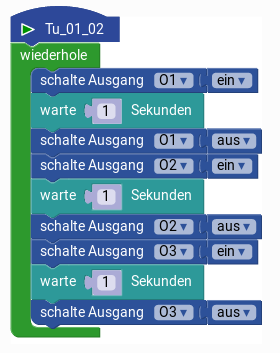 Tu_01_02
wiederhole
schalte Ausgang O1 ein
warte 1 Sekunden
schalte Ausgang O1 aus
schalte Ausgang O2 ein
warte 1 Sekunden
schalte Ausgang O2 aus
schalte Ausgang O3 ein
warte 1 Sekunden
schalte Ausgang O3 aus